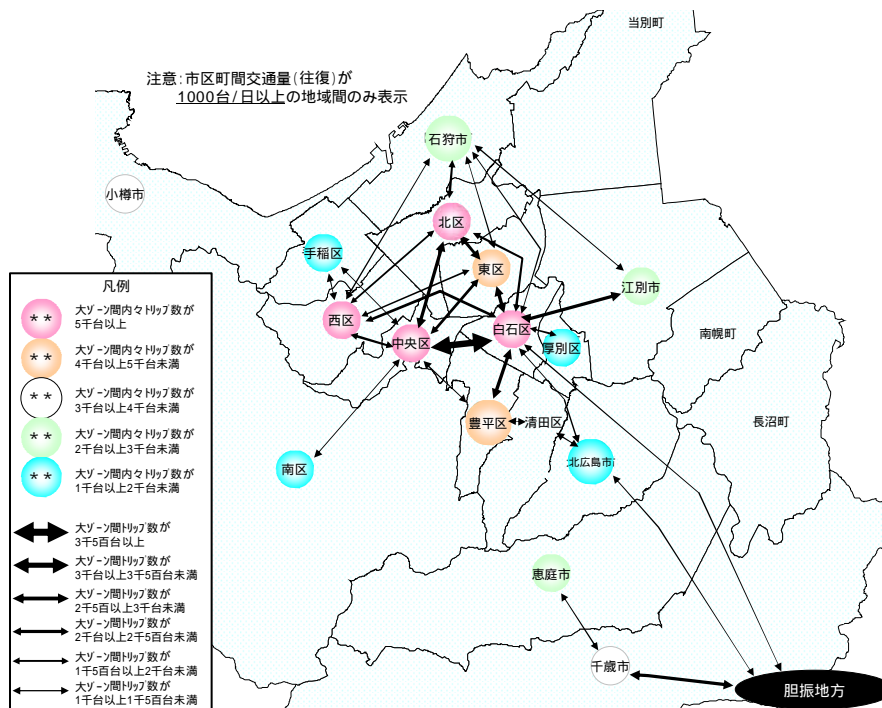 当別町
注意:市区町間交通量(往復)が
1000台/日以上の地域間のみ表示
石狩市
小樽市
北区
手稲区
東区
江別市
西区
白石区
中央区
厚別区
南幌町
長沼町
豊平区
清田区
北広島市
南区
恵庭市
千歳市
胆振地方
凡例
** 大ゾーン間内々トリップ数が
5千台以上
** 大ゾーン間内々トリップ数が
4千台以上5千台未満
** 大ゾーン間内々トリップ数が
3千台以上4千台未満
** 大ゾーン間内々トリップ数が
2千台以上3千台未満
** 大ゾーン間内々トリップ数が
1千台以上2千台未満
大ゾーン間トリップ数が
3千5百台以上
大ゾーン間トリップ数が
3千台以上3千5百台未満
大ゾーン間トリップ数が
2千5百以上3千台未満
大ゾーン間トリップ数が
2千台以上2千5百台未満
大ゾーン間トリップ数が
1千5百台以上2千台未満
大ゾーン間トリップ数が
1千台以上1千5百台未満